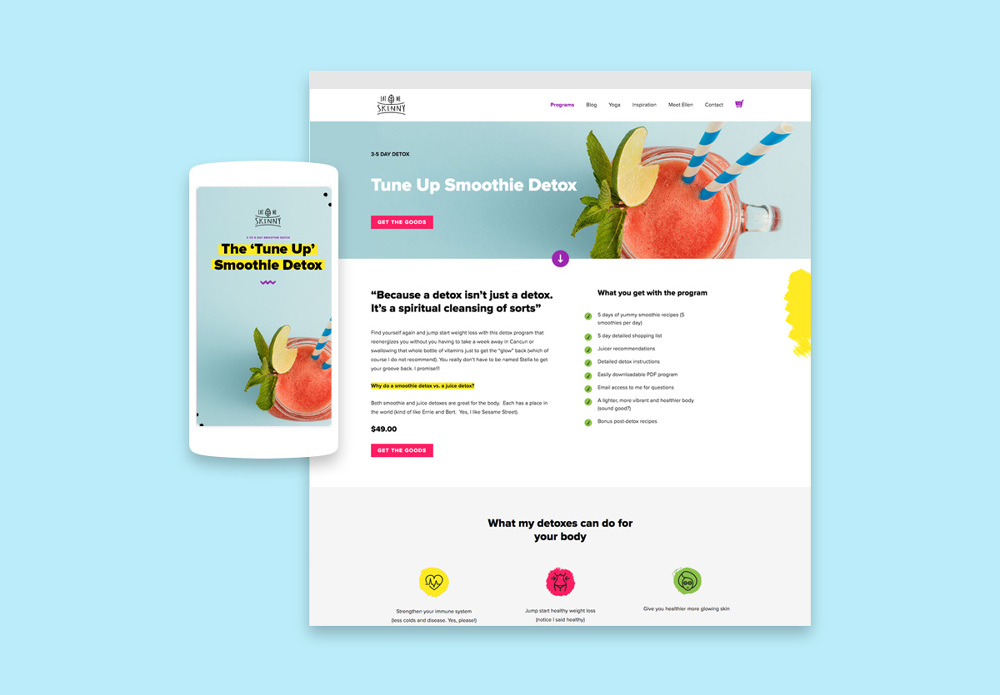 EAT ME
SKINNY
3 TO 5 DAY SMOOTHIE DETOX
The ‘Tune Up’
Smoothie Detox
EAT ME
SKINNY
Programs Blog Yoga Inspiration Meet Ellen Contact
3-5 DAY DETOX
Tune Up Smoothie Detox
GET THE GOODS
“Because a detox isn’t just a detox.
It’s a spiritual cleansing of sorts”
Find yourself again and jump start weight loss with this detox program that
reenergizes you without you having to take a week away in Cancun or
swallowing that whole bottle of vitamins just to get the “glow” back (which of
course I do not recommend). You really don’t have to be named Stella to get
your groove back. I promise!!!
Why do a smoothie detox vs. a juice detox?
Both smoothie and juice detoxes are great for the body. Each has a place in
the world (kind of like Ernie and Bert. Yes, I like Sesame Street).
$49.00
GET THE GOODS
What you get with the program
5 days of yummy smoothie recipes (5
smoothies per day)
5 day detailed shopping list
Juicer recommendations
Detailed detox instructions
Easily downloadable PDF program
Email access to me for questions
A lighter, more vibrant and healthier body
(sound good?)
Bonus post-detox recipes
What my detoxes can do for
your body
Strengthen your immune system
(less colds and disease. Yes, please!)
Jump start healthy weight loss
(notice I said healthy)
Give you healthier more glowing skin